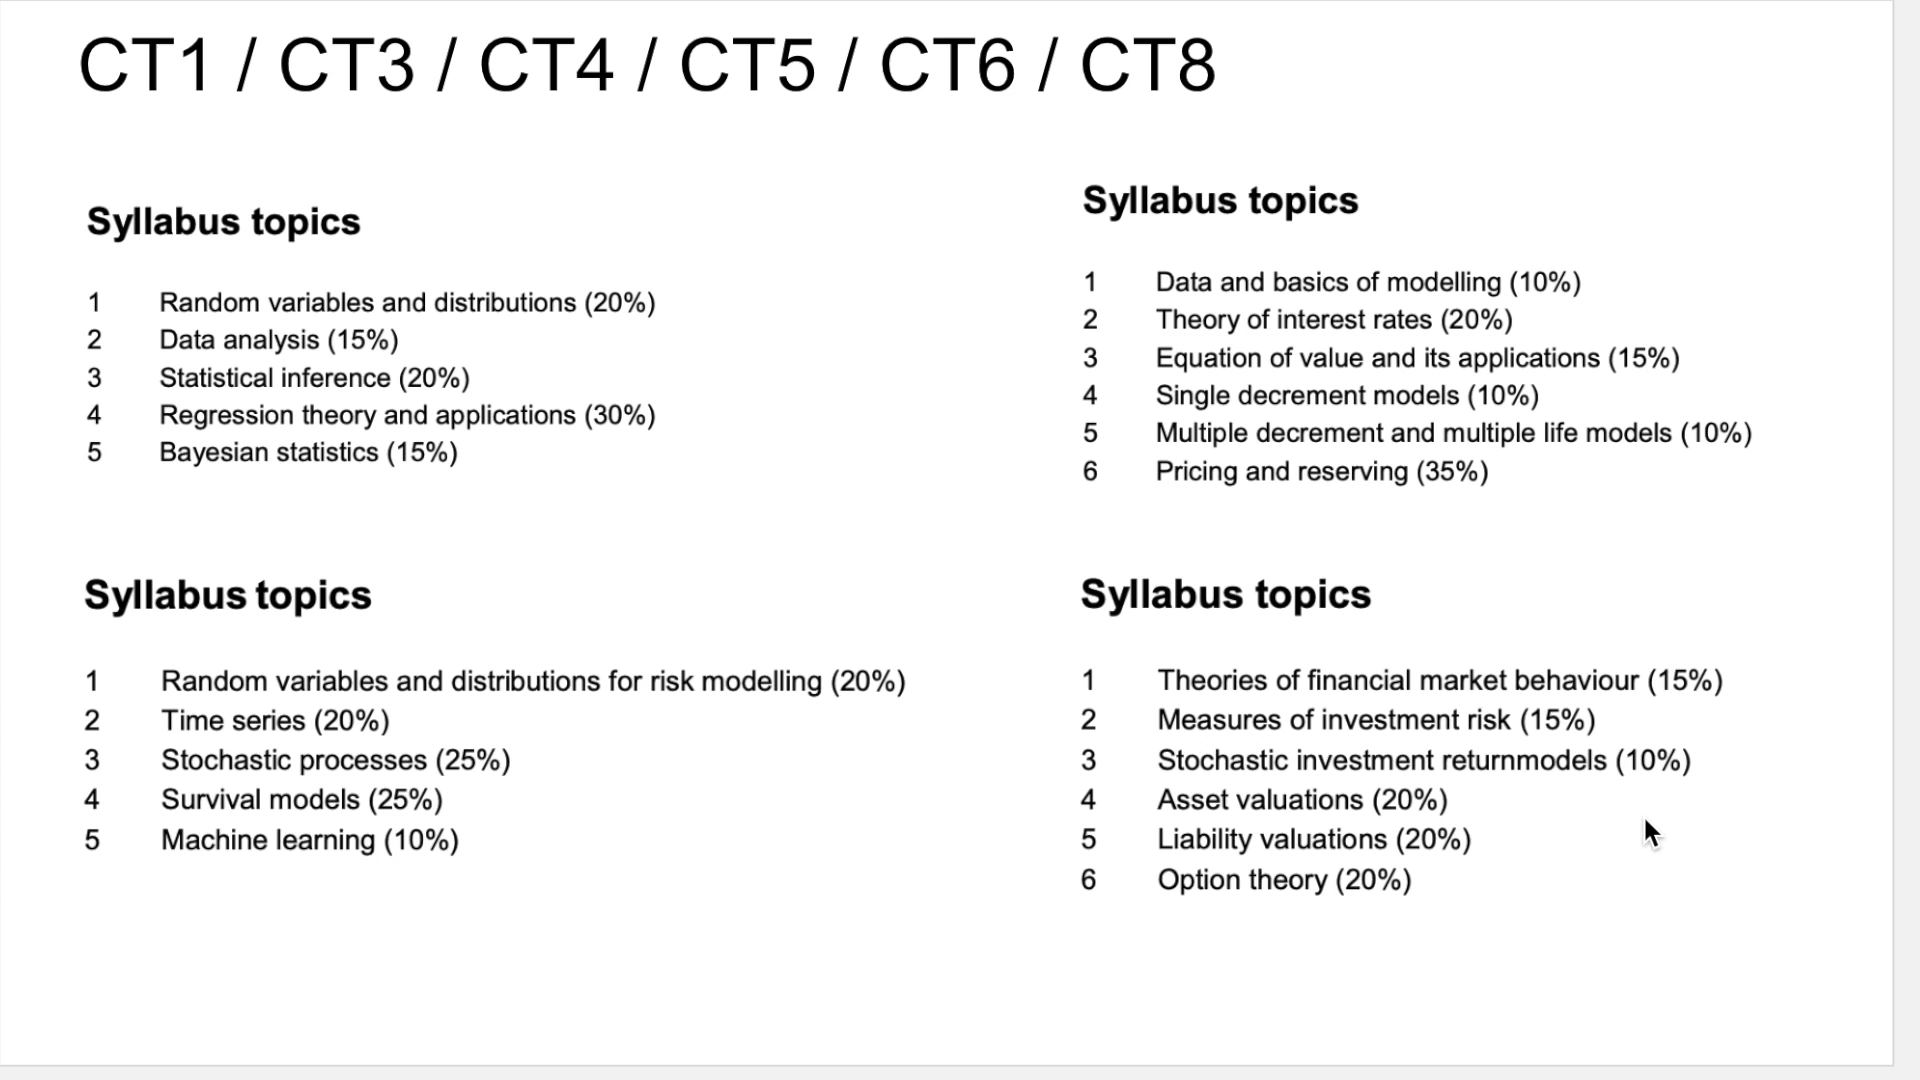 CT1 / CT3 / CT4 / CT5 / CT6 / CT8
Syllabus topics
1 Random variables and distributions (20%)
2 Data analysis (15%)
3 Statistical inference (20%)
4 Regression theory and applications (30%)
5 Bayesian statistics (15%)
Syllabus topics
1 Data and basics of modelling (10%)
2 Theory of interest rates (20%)
3 Equation of value and its applications (15%)
4 Single decrement models (10%)
5 Multiple decrement and multiple life models (10%)
6 Pricing and reserving (35%)
Syllabus topics
1 Random variables and distributions for risk modelling (20%)
2 Time series (20%)
3 Stochastic processes (25%)
4 Survival models (25%)
5 Machine learning (10%)
Syllabus topics
1 Theories of financial market behaviour (15%)
2 Measures of investment risk (15%)
3 Stochastic investment returnmodels (10%)
4 Asset valuations (20%)
5 Liability valuations (20%)
6 Option theory (20%)